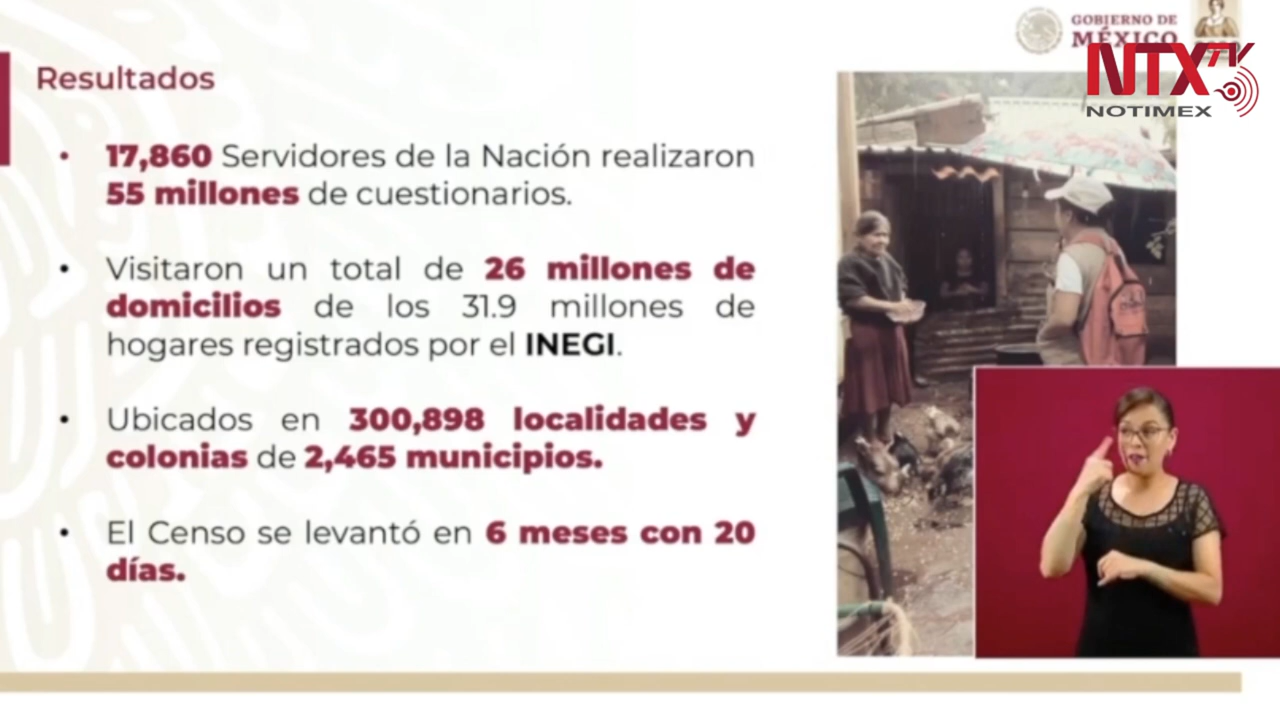 GOBIERNO DE
MÉXICO
NTX TV
NOTIMEX
Resultados
• 17,860 Servidores de la Nación realizaron
55 millones de cuestionarios.
• Visitaron un total de 26 millones de
domicilios de los 31.9 millones de
hogares registrados por el INEGI.
• Ubicados en 300,898 localidades y
colonias de 2,465 municipios.
• El Censo se levantó en 6 meses con 20
días.